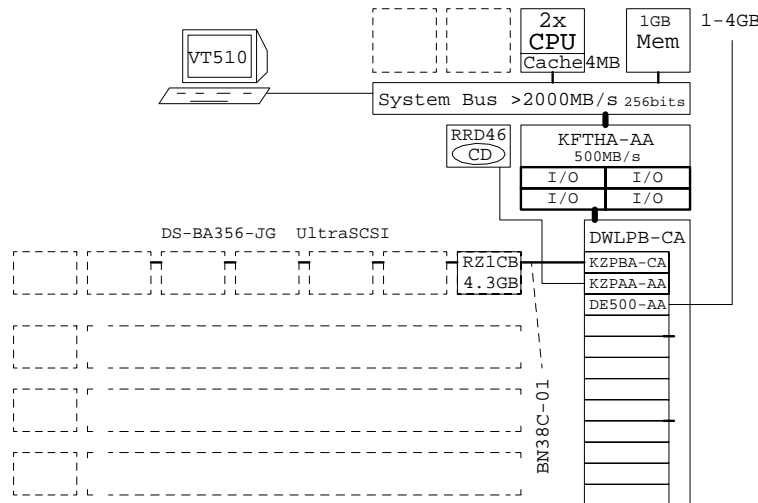 2x
CPU
Cache 4MB
1GB
Mem
1-4GB
VT510
System Bus >2000MB/s 256bits
RRD46
CD
KFTHA-AA
500MB/s
I/O I/O
I/O I/O
DS-BA356-JG UltraSCSI
DWLPB-CA
RZ1CB
4.3GB
KZPBA-CA
KZPAA-AA
DE500-AA
BN38C-01